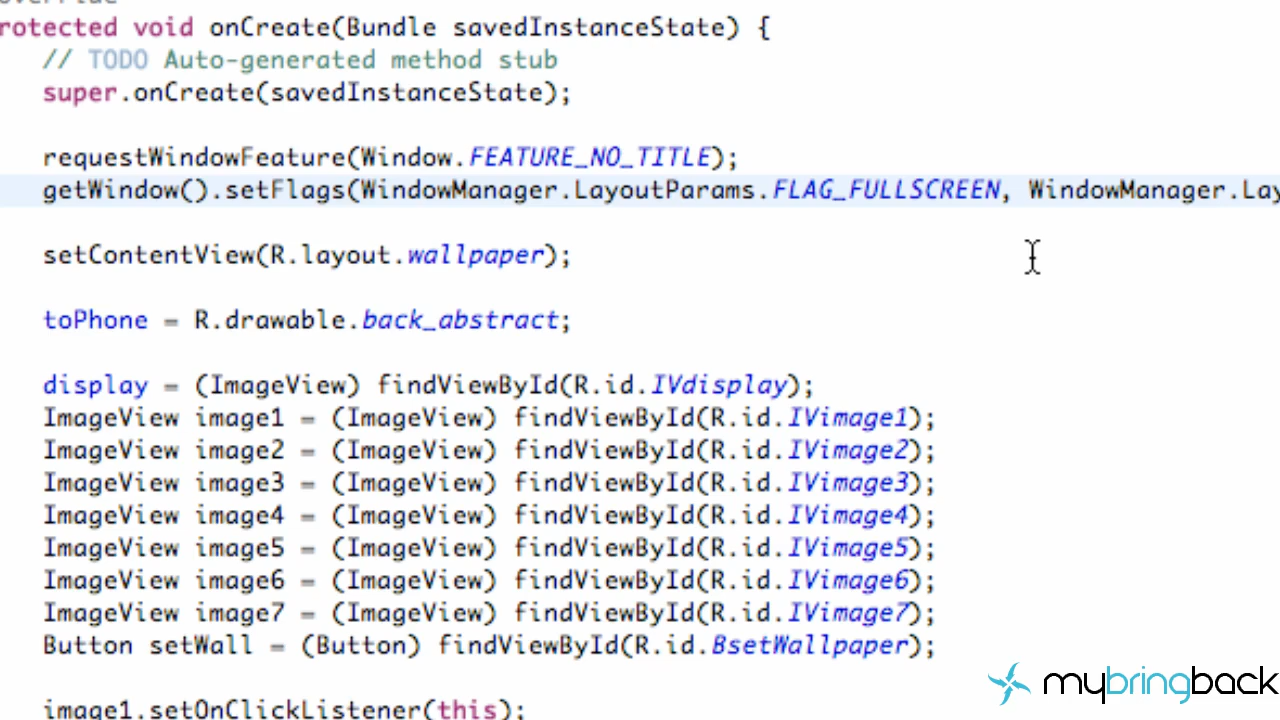 rotected void onCreate(Bundle savedInstanceState) {
// TODO Auto-generated method stub
super.onCreate(savedInstanceState);
requestWindowFeature(Window.FEATURE_NO_TITLE);
getWindow().setFlags(WindowManager.LayoutParams.FLAG_FULLSCREEN, WindowManager.Lay
setContentView(R.layout.wallpaper);
toPhone = R.drawable.back_abstract;
display = (ImageView) findViewById(R.id.IVdisplay);
ImageView image1 = (ImageView) findViewById(R.id.IVimage1);
ImageView image2 = (ImageView) findViewById(R.id.IVimage2);
ImageView image3 = (ImageView) findViewById(R.id.IVimage3);
ImageView image4 = (ImageView) findViewById(R.id.IVimage4);
ImageView image5 = (ImageView) findViewById(R.id.IVimage5);
ImageView image6 = (ImageView) findViewById(R.id.IVimage6);
ImageView image7 = (ImageView) findViewById(R.id.IVimage7);
Button setWall = (Button) findViewById(R.id.BsetWallpaper);
image1.setOnClickListener(this);
mybringback